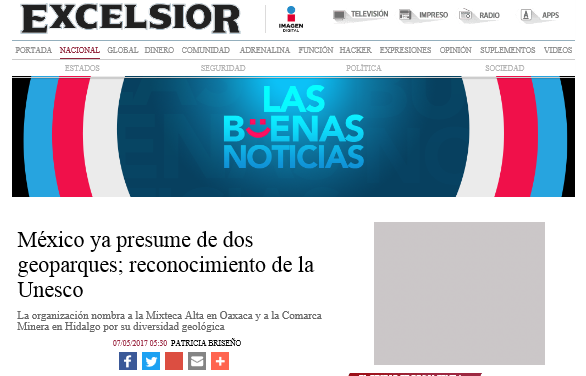 EXCELSIOR
IMAGEN
DIGITAL
TELEVISIÓN IMPRESO RADIO APPS
PORTADA NACIONAL GLOBAL DINERO COMUNIDAD ADRENALINA FUNCIÓN HACKER EXPRESIONES OPINIÓN SUPLEMENTOS VIDEOS
ESTADOS SEGURIDAD POLÍTICA SOCIEDAD
LAS
BUENAS
NOTICIAS
México ya presume de dos
geoparques; reconocimiento de la
Unesco
La organización nombra a la Mixteca Alta en Oaxaca y a la Comarca
Minera en Hidalgo por su diversidad geológica
07/05/2017 05:30 PATRICIA BRISEÑO